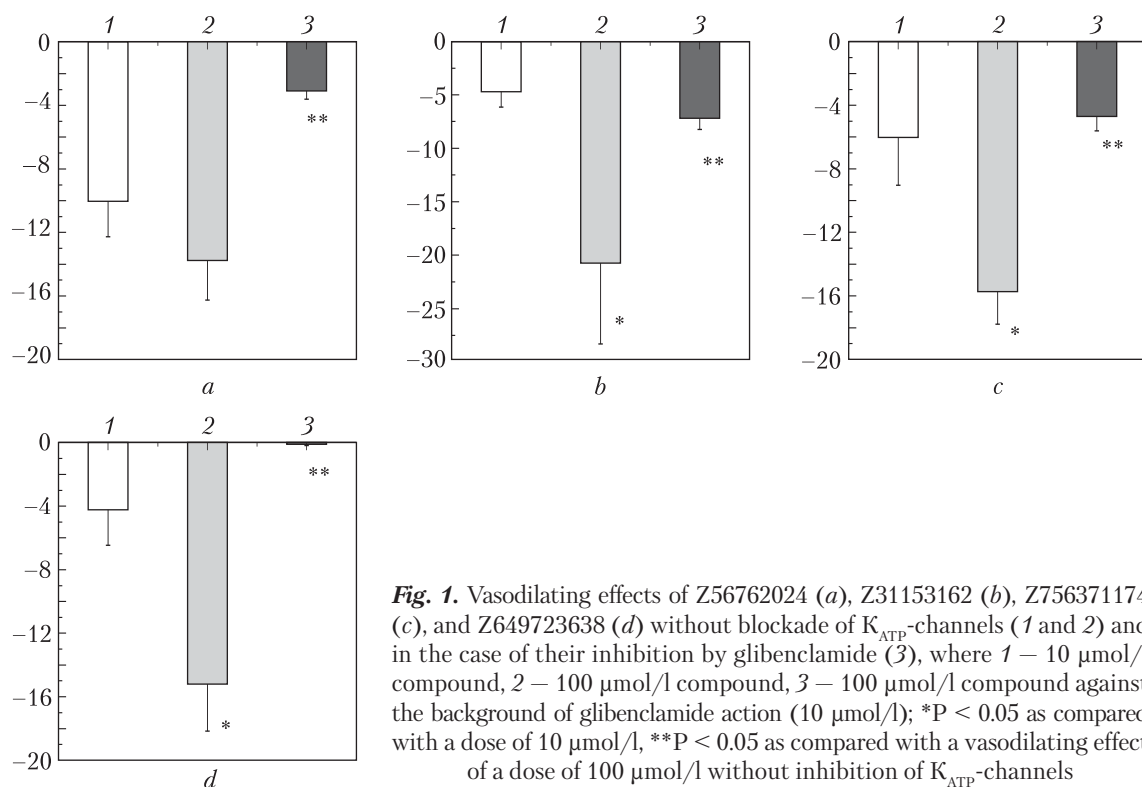 1 2 3
0
−4
−8
−12
−16
−20
**
a
1 2 3
0
−5
−10
−15
−20
−25
−30
*
**
b
1 2 3
0
−4
−8
−12
−16
−20
*
**
c
1 2 3
0
−4
−8
−12
−16
−20
*
**
d
Fig. 1. Vasodilating effects of Z56762024 (a), Z31153162 (b), Z756371174
(c), and Z649723638 (d) without blockade of K_ATP-channels (1 and 2) and
in the case of their inhibition by glibenclamide (3), where 1 — 10 μmol/l
compound, 2 — 100 μmol/l compound, 3 — 100 μmol/l compound against
the background of glibenclamide action (10 μmol/l); *P < 0.05 as compared
with a dose of 10 μmol/l, **P < 0.05 as compared with a vasodilating effect
of a dose of 100 μmol/l without inhibition of K_ATP-channels